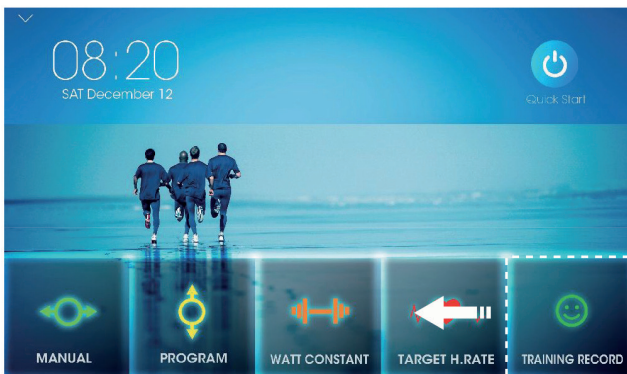 08:20
SAT December 12
Quick Start
MANUAL
PROGRAM
WATT CONSTANT
TARGET H.RATE
TRAINING RECORD